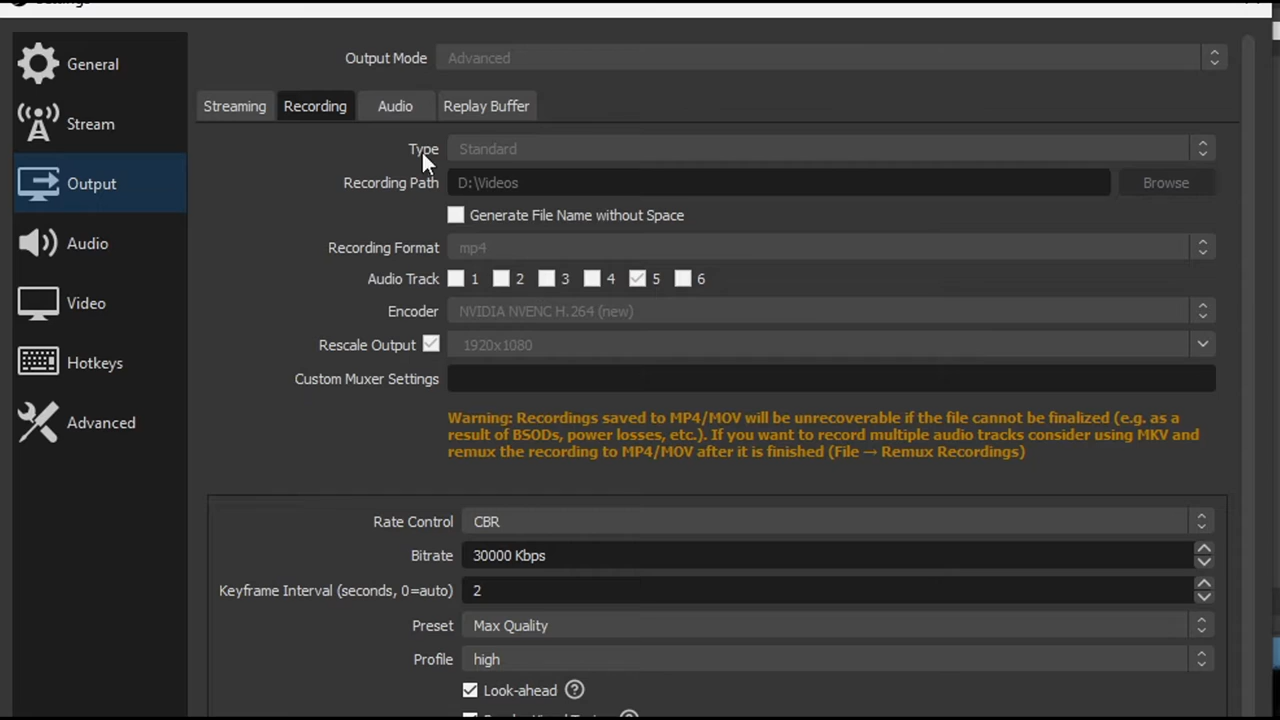 General
Stream
Output
Audio
Video
Hotkeys
Advanced
Output Mode Advanced
Streaming Recording Audio Replay Buffer
Type Standard
Recording Path D:\Videos Browse
Generate File Name without Space
Recording Format mp4
Audio Track 1 2 3 4 5 6
Encoder NVIDIA NVENC H.264 (new)
Rescale Output 1920x1080
Custom Muxer Settings
Warning: Recordings saved to MP4/MOV will be unrecoverable if the file cannot be finalized (e.g. as a
result of BSODs, power losses, etc.). If you want to record multiple audio tracks consider using MKV and
remux the recording to MP4/MOV after it is finished (File → Remux Recordings)
Rate Control CBR
Bitrate 30000 Kbps
Keyframe Interval (seconds, 0=auto) 2
Preset Max Quality
Profile high
Look-ahead ?